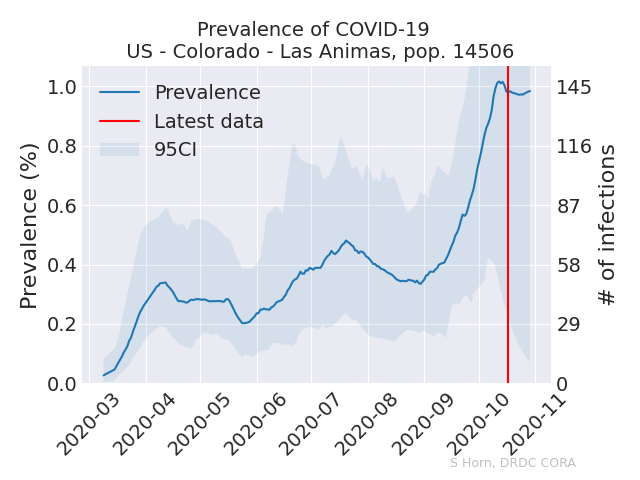 Prevalence of COVID-19
US - Colorado - Las Animas, pop. 14506
Prevalence
Latest data
95CI
Prevalence (%)
1.0
0.8
0.6
0.4
0.2
0.0
145
116
87
58
29
0
# of infections
2020-03
2020-04
2020-05
2020-06
2020-07
2020-08
2020-09
2020-10
2020-11
S Horn, DRDC CORA